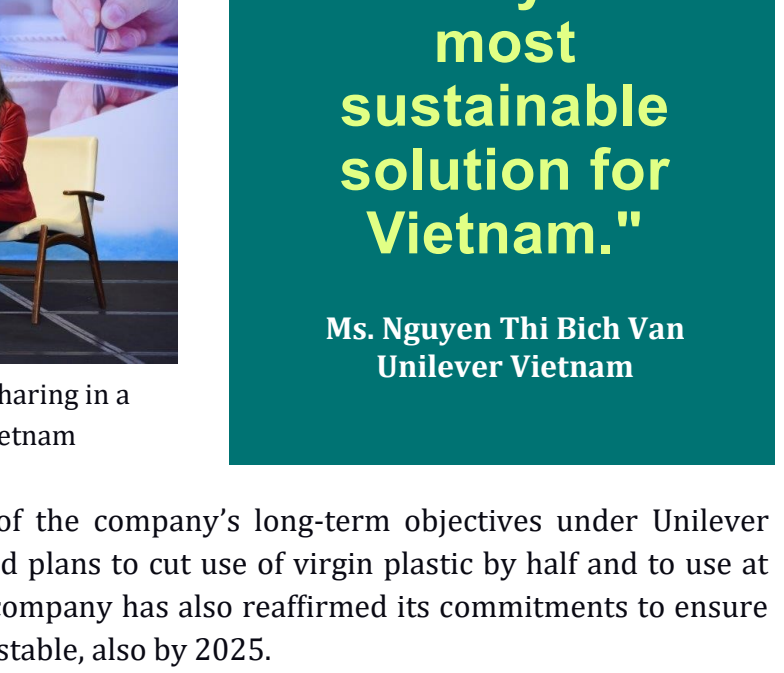 most
sustainable
solution for
Vietnam."
Ms. Nguyen Thi Bich Van
Unilever Vietnam
haring in a
etnam
of the company’s long-term objectives under Unilever
d plans to cut use of virgin plastic by half and to use at
company has also reaffirmed its commitments to ensure
stable, also by 2025.